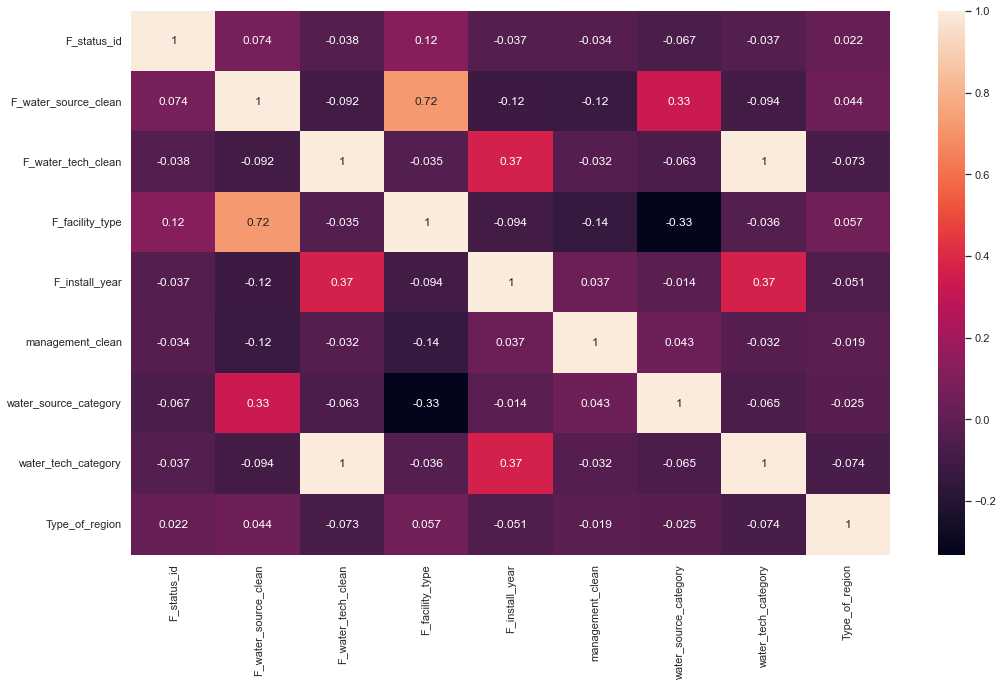 F_status_id 1 0.074 -0.038 0.12 -0.037 -0.034 -0.067 -0.037 0.022
F_water_source_clean 0.074 1 -0.092 0.72 -0.12 -0.12 0.33 -0.094 0.044
F_water_tech_clean -0.038 -0.092 1 -0.035 0.37 -0.032 -0.063 1 -0.073
F_facility_type 0.12 0.72 -0.035 1 -0.094 -0.14 -0.33 -0.036 0.057
F_install_year -0.037 -0.12 0.37 -0.094 1 0.037 -0.014 0.37 -0.051
management_clean -0.034 -0.12 -0.032 -0.14 0.037 1 0.043 -0.032 -0.019
water_source_category -0.067 0.33 -0.063 -0.33 -0.014 0.043 1 -0.065 -0.025
water_tech_category -0.037 -0.094 1 -0.036 0.37 -0.032 -0.065 1 -0.074
Type_of_region 0.022 0.044 -0.073 0.057 -0.051 -0.019 -0.025 -0.074 1
F_status_id
F_water_source_clean
F_water_tech_clean
F_facility_type
F_install_year
management_clean
water_source_category
water_tech_category
Type_of_region
1.0
0.8
0.6
0.4
0.2
0.0
−0.2